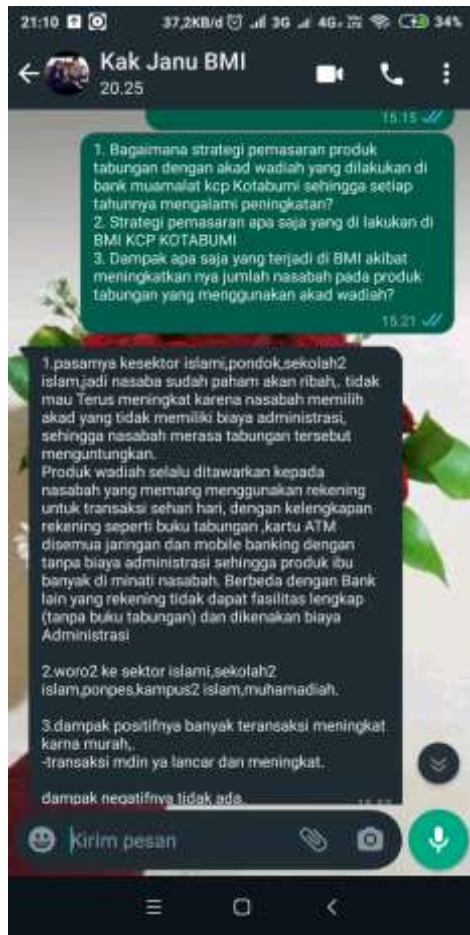 21:10 37,2KB/d 3G 4G+ 34%
Kak Janu BMI
20.25
15.15
1. Bagaimana strategi pemasaran produk
tabungan dengan akad wadiah yang dilakukan di
bank muamalat kcp Kotabumi sehingga setiap
tahunnya mengalami peningkatan?
2. Strategi pemasaran apa saja yang di lakukan di
BMI KCP KOTABUMI
3. Dampak apa saja yang terjadi di BMI akibat
meningkatkan nya jumlah nasabah pada produk
tabungan yang menggunakan akad wadiah?
15.21
1.pasarnya kesektor islami,pondok,sekolah2
islam,jadi nasaba sudah paham akan ribah,. tidak
mau Terus meningkat karena nasabah memilih
akad yang tidak memiliki biaya administrasi,
sehingga nasabah merasa tabungan tersebut
menguntungkan.
Produk wadiah selalu ditawarkan kepada
nasabah yang memang menggunakan rekening
untuk transaksi sehari hari, dengan kelengkapan
rekening seperti buku tabungan ,kartu ATM
disemua jaringan dan mobile banking dengan
tanpa biaya administrasi sehingga produk ibu
banyak di minati nasabah. Berbeda dengan Bank
lain yang rekening tidak dapat fasilitas lengkap
(tanpa buku tabungan) dan dikenakan biaya
Administrasi
2.woro2 ke sektor islami,sekolah2
islam,ponpes,kampus2 islam,muhamadiah.
3.dampak positifnya banyak teransaksi meningkat
karna murah,.
-transaksi mdin ya lancar dan meningkat.
dampak negatifnya tidak ada.
Kirim pesan